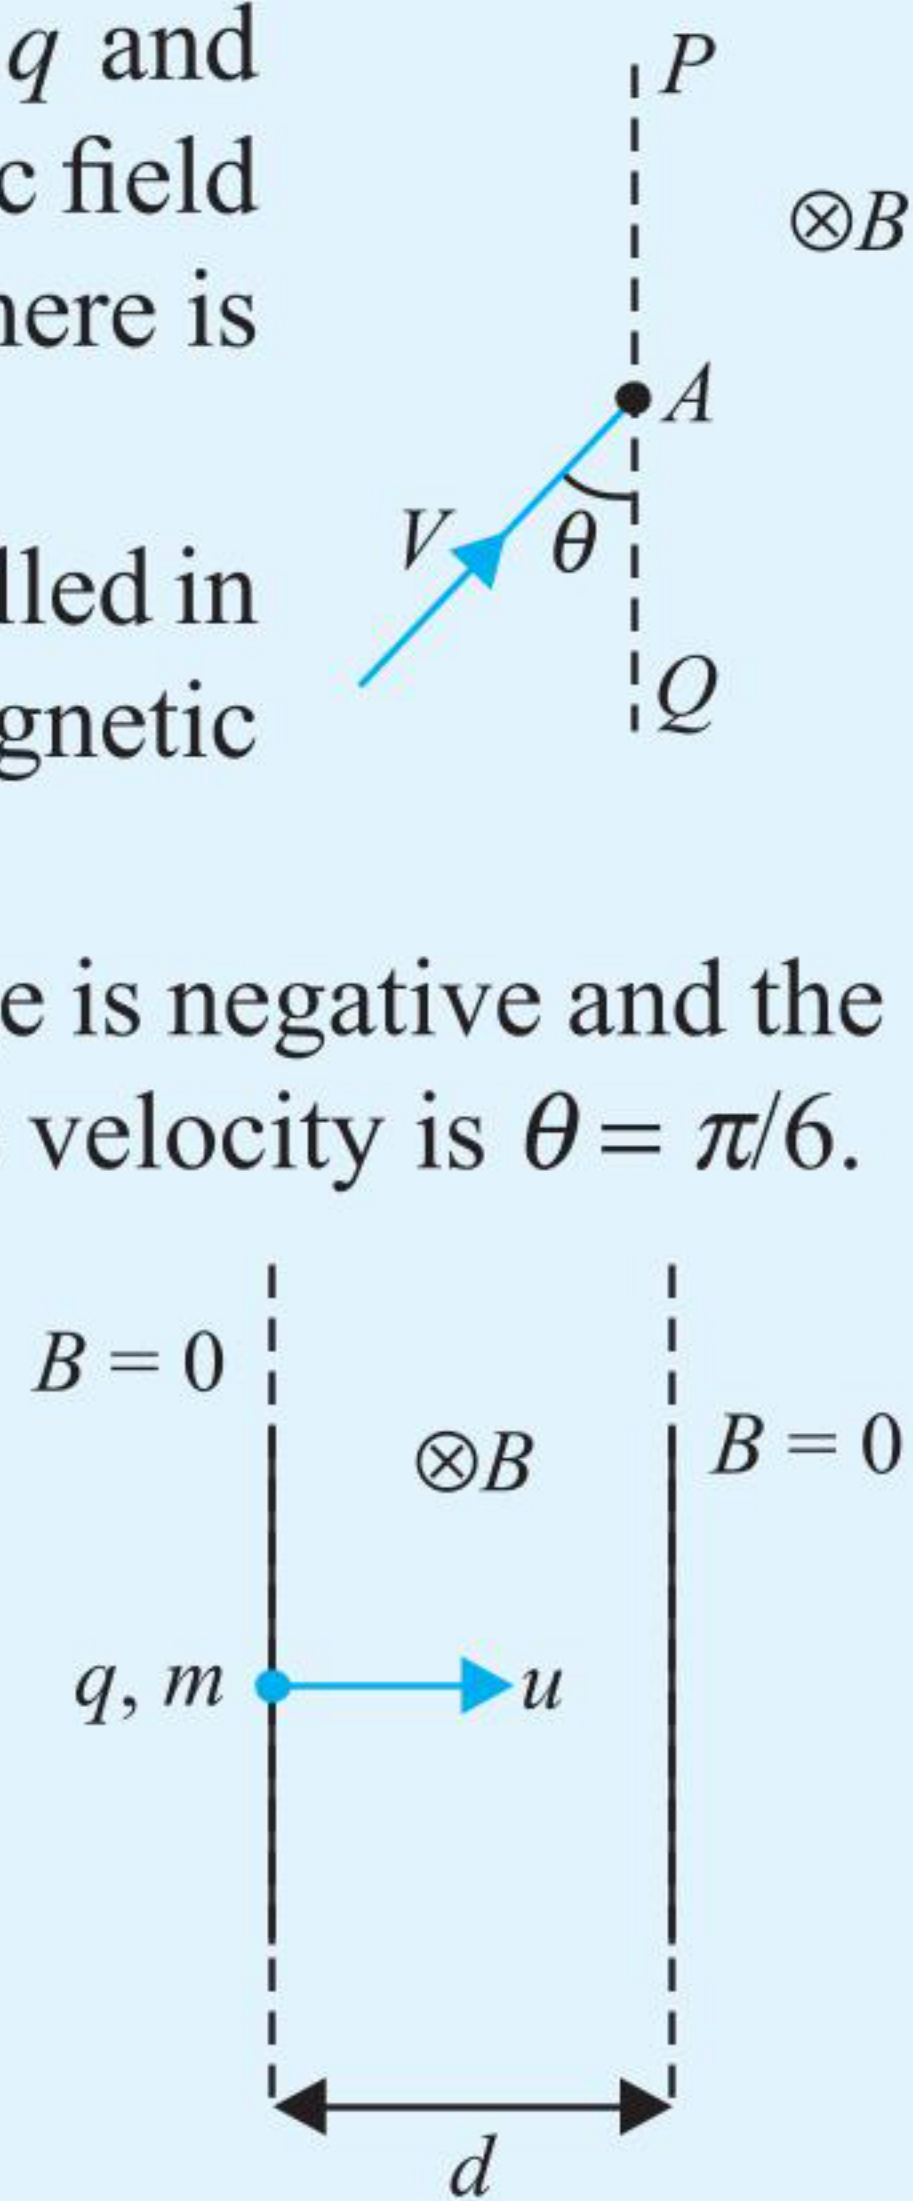 q and
P
field
⊗B
here is
A
V
θ
lled in
Q
gnetic
is negative and the
velocity is θ = π/6.
B = 0
⊗B
B = 0
q, m
u
d